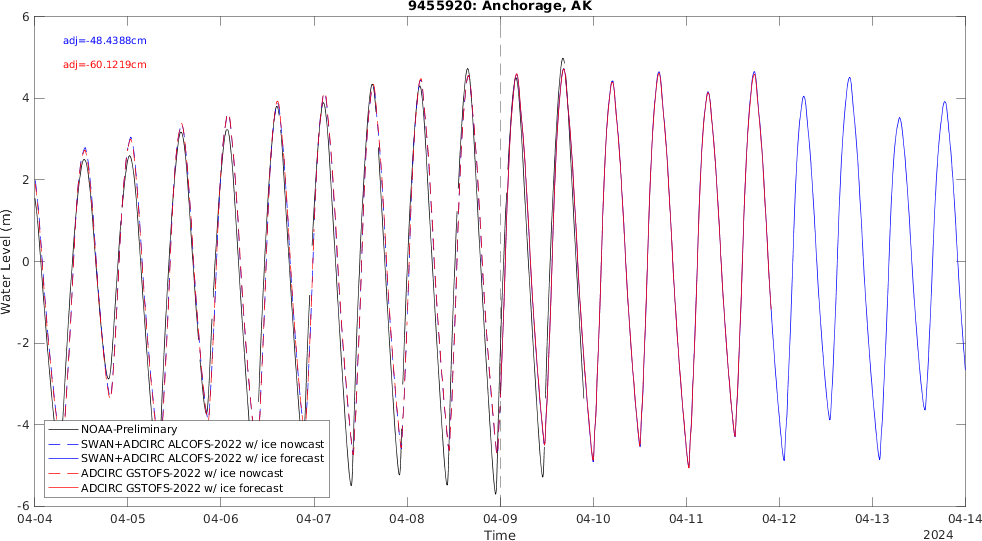 9455920: Anchorage, AK
adj=-48.4388cm
adj=-60.1219cm
Water Level (m)
6
4
2
0
-2
-4
-6
NOAA-Preliminary
SWAN+ADCIRC ALCOFS-2022 w/ ice nowcast
SWAN+ADCIRC ALCOFS-2022 w/ ice forecast
ADCIRC GSTOFS-2022 w/ ice nowcast
ADCIRC GSTOFS-2022 w/ ice forecast
04-04 04-05 04-06 04-07 04-08 04-09 04-10 04-11 04-12 04-13 04-14
Time
2024